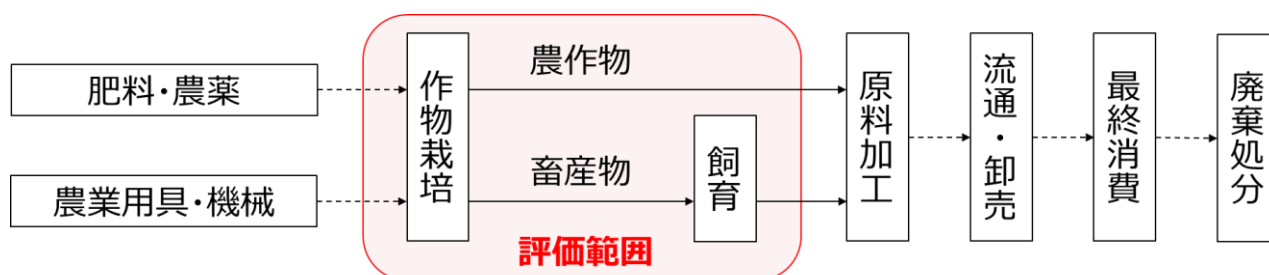 肥料・農薬
農業用具・機械
作物栽培
農作物
畜産物
飼育
評価範囲
原料加工
流通・卸売
最終消費
廃棄処分